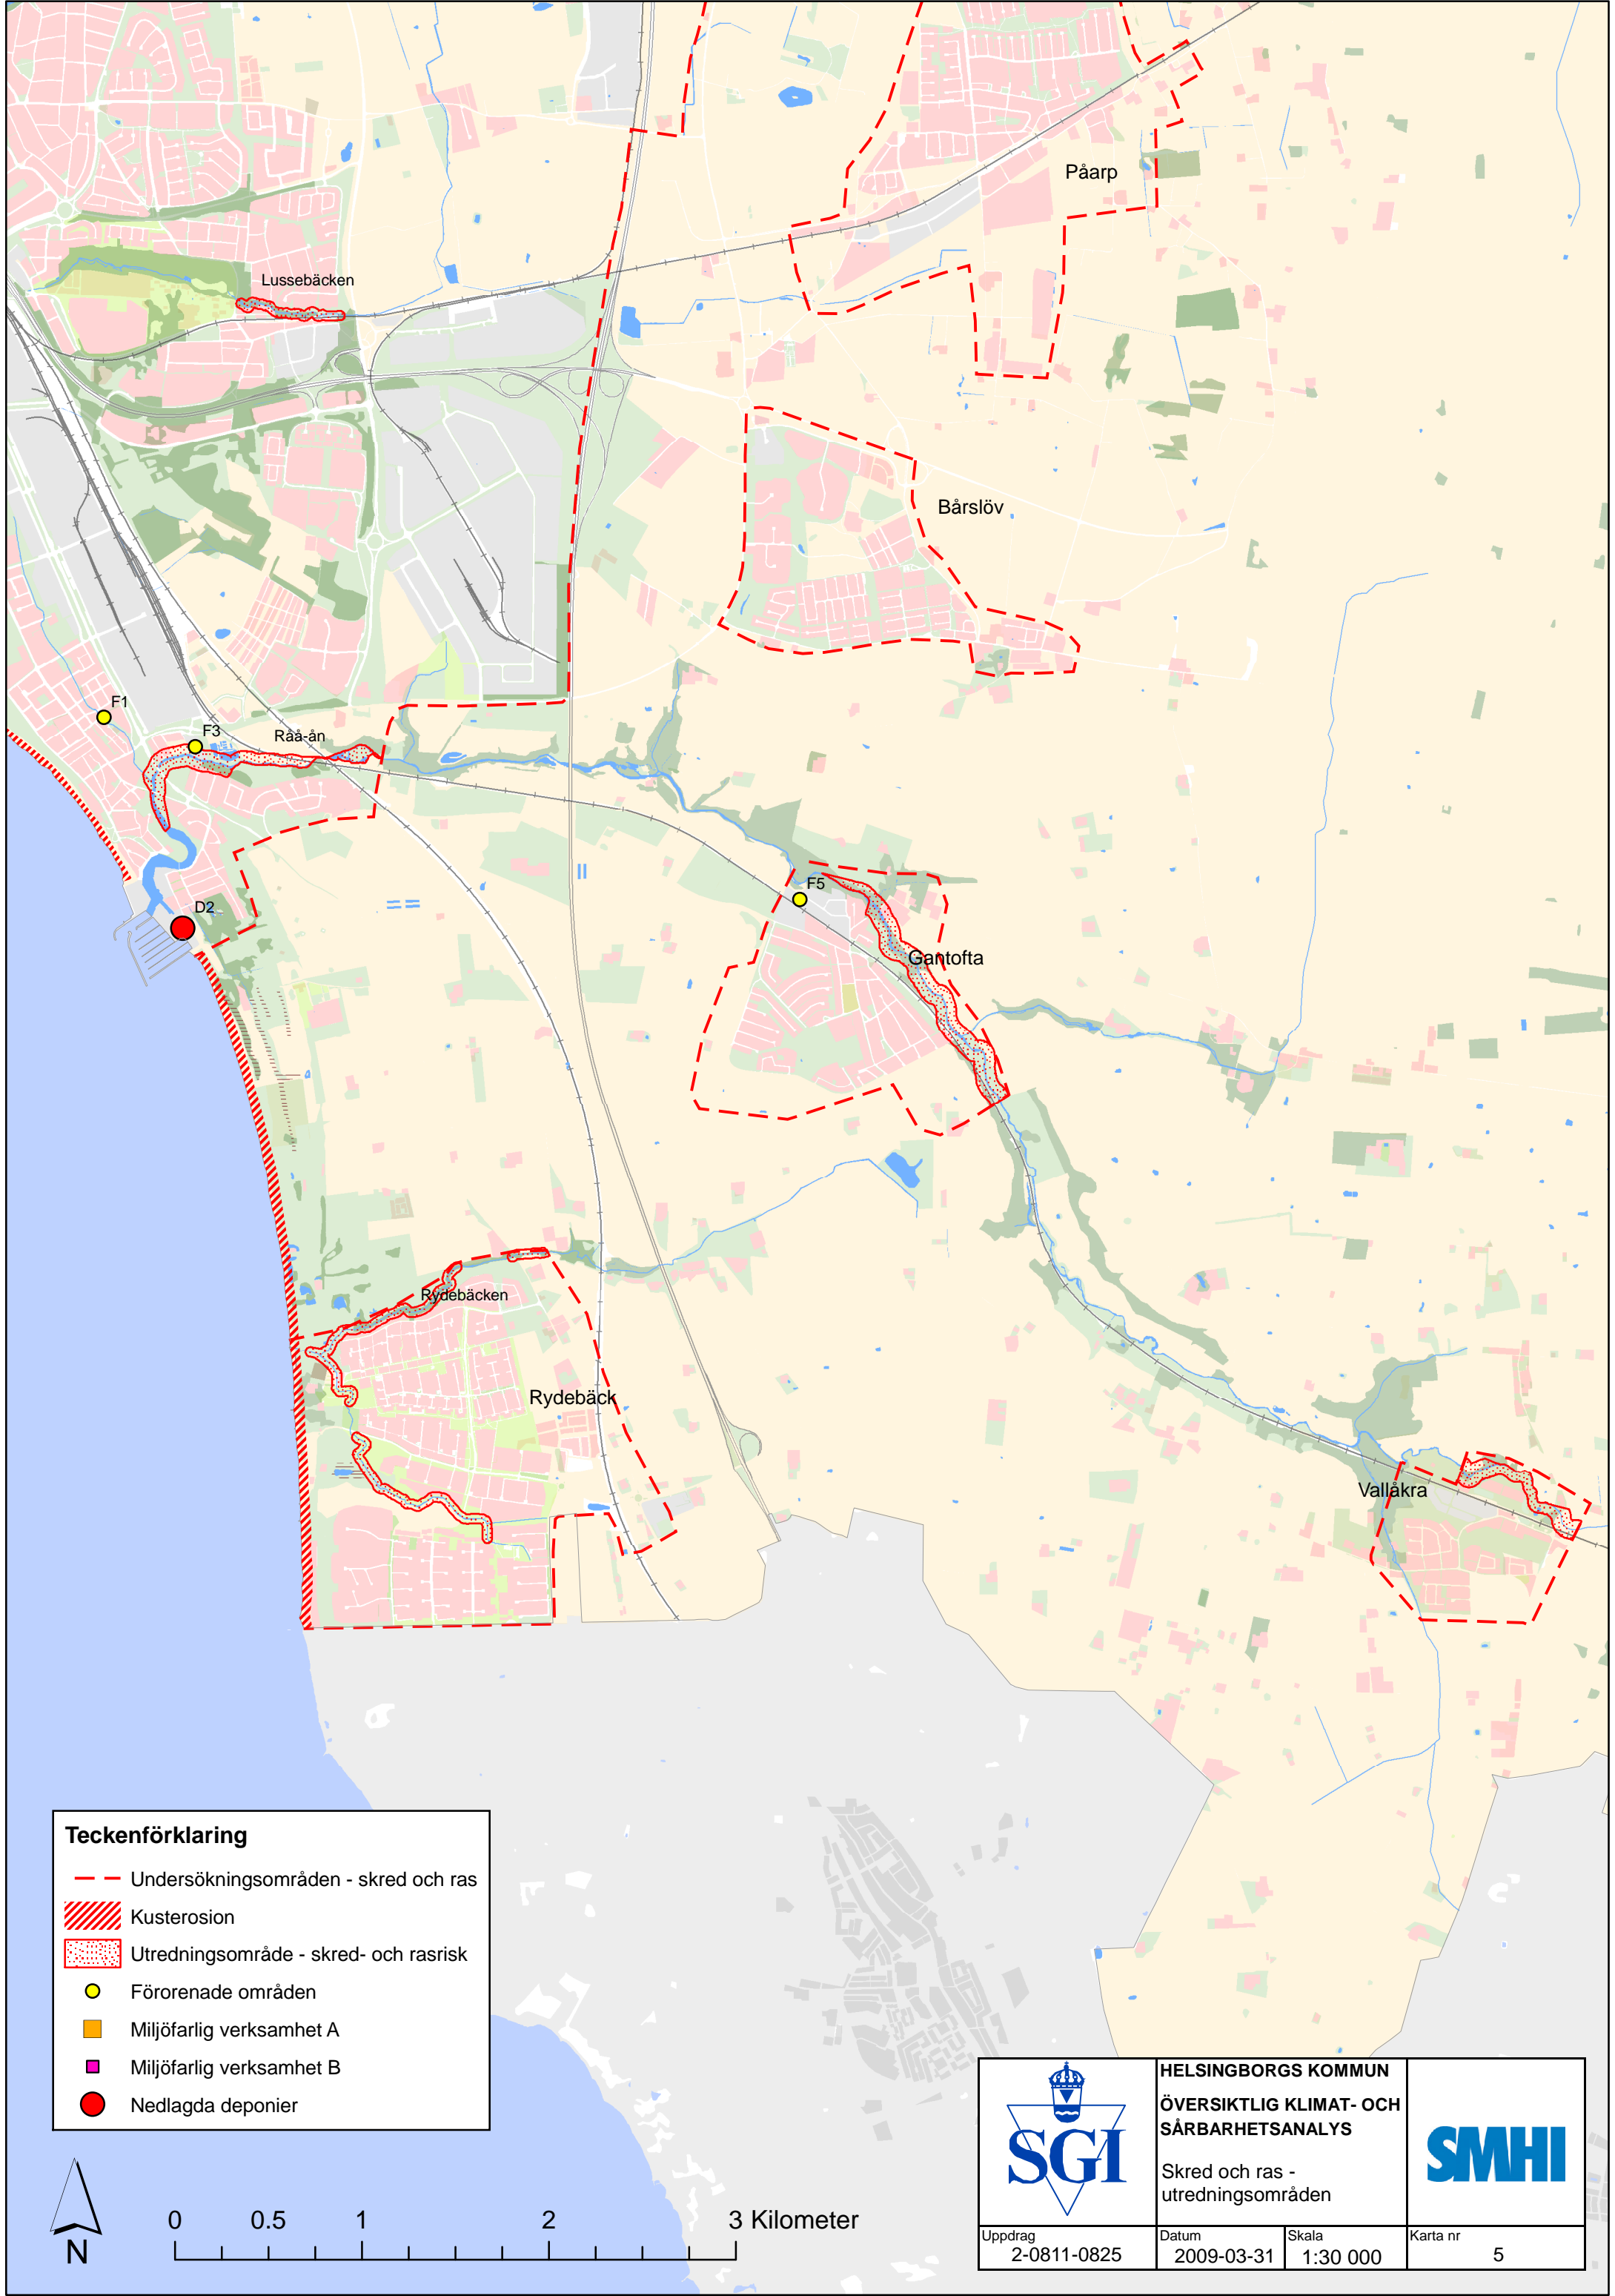 Påarp
Lussebäcken
Bårslöv
F1
F3
Råå-ån
F5
D2
Gantofta
Rydebäcken
Rydebäck
Vallåkra
Teckenförklaring
Undersökningsområden - skred och ras
Kusterosion
Utredningsområde - skred- och rasrisk
Förorenade områden
Miljöfarlig verksamhet A
Miljöfarlig verksamhet B
Nedlagda deponier
N
0 0.5 1 2 3 Kilometer
SGI
HELSINGBORGS KOMMUN
ÖVERSIKTLIG KLIMAT- OCH
SÅRBARHETSANALYS
Skred och ras -
utredningsområden
SMHI
Uppdrag
2-0811-0825
Datum
2009-03-31
Skala
1:30 000
Karta nr
5